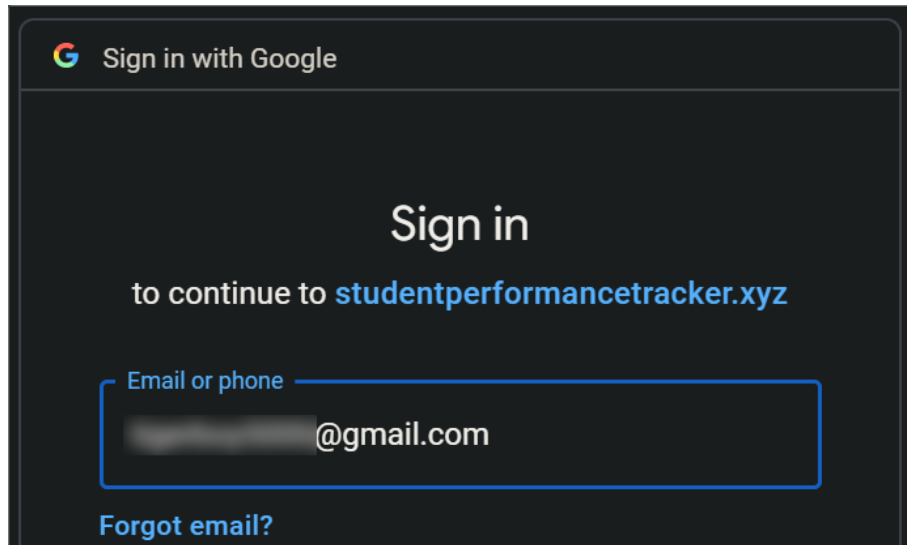 Sign in with Google
Sign in
to continue to studentperformancetracker.xyz
Email or phone
@gmail.com
Forgot email?